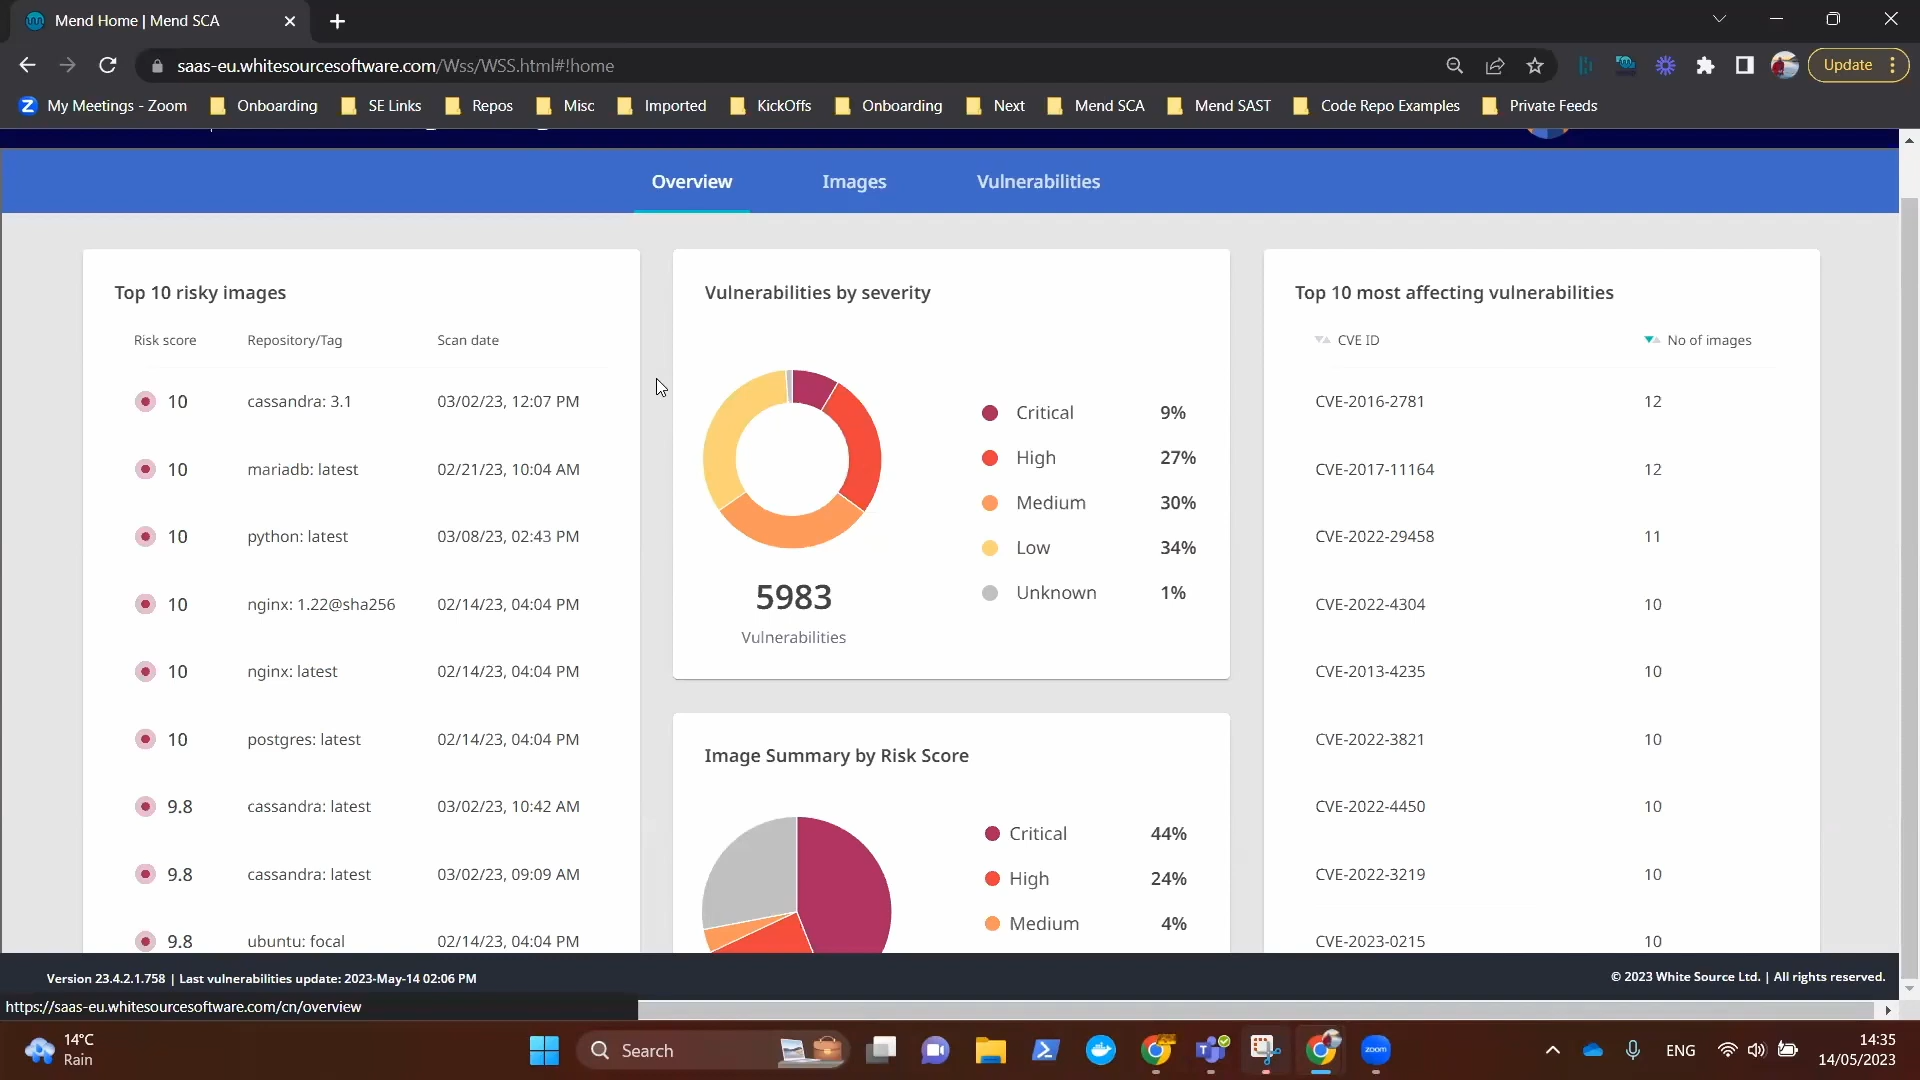 Mend Home | Mend SCA
saas-eu.whitesourcesoftware.com/Wss/WSS.html#!home
Update
My Meetings - Zoom Onboarding SE Links Repos Misc Imported KickOffs Onboarding Next Mend SCA Mend SAST Code Repo Examples Private Feeds
Overview Images Vulnerabilities
Top 10 risky images
Risk score Repository/Tag Scan date
10 cassandra: 3.1 03/02/23, 12:07 PM
10 mariadb: latest 02/21/23, 10:04 AM
10 python: latest 03/08/23, 02:43 PM
10 nginx: 1.22@sha256 02/14/23, 04:04 PM
10 nginx: latest 02/14/23, 04:04 PM
10 postgres: latest 02/14/23, 04:04 PM
9.8 cassandra: latest 03/02/23, 10:42 AM
9.8 cassandra: latest 03/02/23, 09:09 AM
9.8 ubuntu: focal 02/14/23, 04:04 PM
Vulnerabilities by severity
Critical 9%
High 27%
Medium 30%
Low 34%
Unknown 1%
5983
Vulnerabilities
Image Summary by Risk Score
Critical 44%
High 24%
Medium 4%
Top 10 most affecting vulnerabilities
CVE ID No of images
CVE-2016-2781 12
CVE-2017-11164 12
CVE-2022-29458 11
CVE-2022-4304 10
CVE-2013-4235 10
CVE-2022-3821 10
CVE-2022-4450 10
CVE-2022-3219 10
CVE-2023-0215 10
Version 23.4.2.1.758 | Last vulnerabilities update: 2023-May-14 02:06 PM
© 2023 White Source Ltd. | All rights reserved.
https://saas-eu.whitesourcesoftware.com/cn/overview
14°C
Rain
Search
zoom
ENG
14:35
14/05/2023